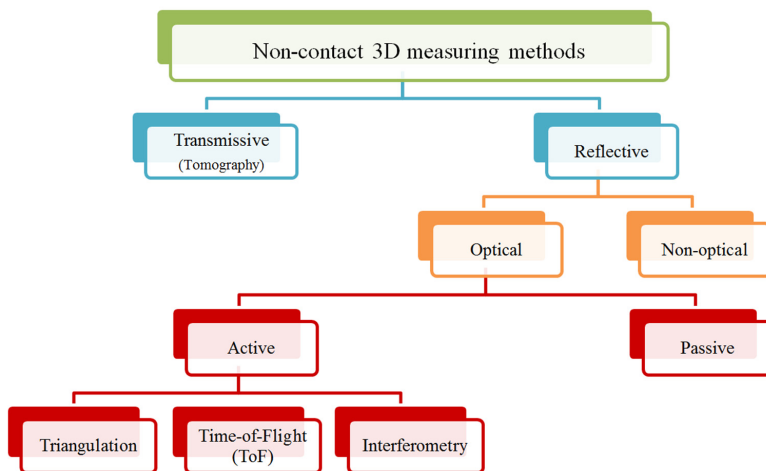 Non-contact 3D measuring methods
Transmissive
(Tomography)
Reflective
Optical
Non-optical
Active
Passive
Triangulation
Time-of-Flight
(ToF)
Interferometry